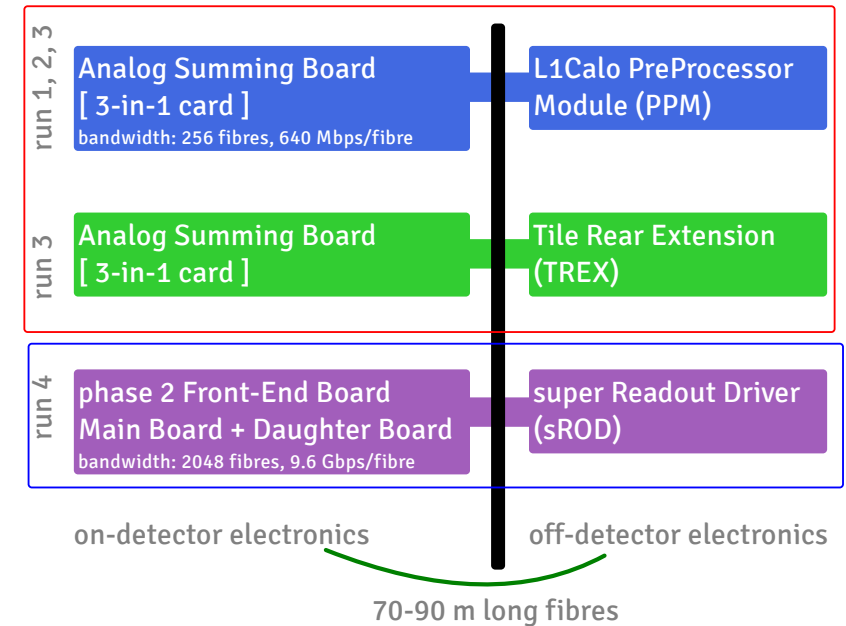 run 1, 2, 3
Analog Summing Board
[ 3-in-1 card ]
bandwidth: 256 fibres, 640 Mbps/fibre
L1Calo PreProcessor
Module (PPM)
run 3
Analog Summing Board
[ 3-in-1 card ]
Tile Rear Extension
(TREX)
run 4
phase 2 Front-End Board
Main Board + Daughter Board
bandwidth: 2048 fibres, 9.6 Gbps/fibre
super Readout Driver
(sROD)
on-detector electronics
off-detector electronics
70-90 m long fibres